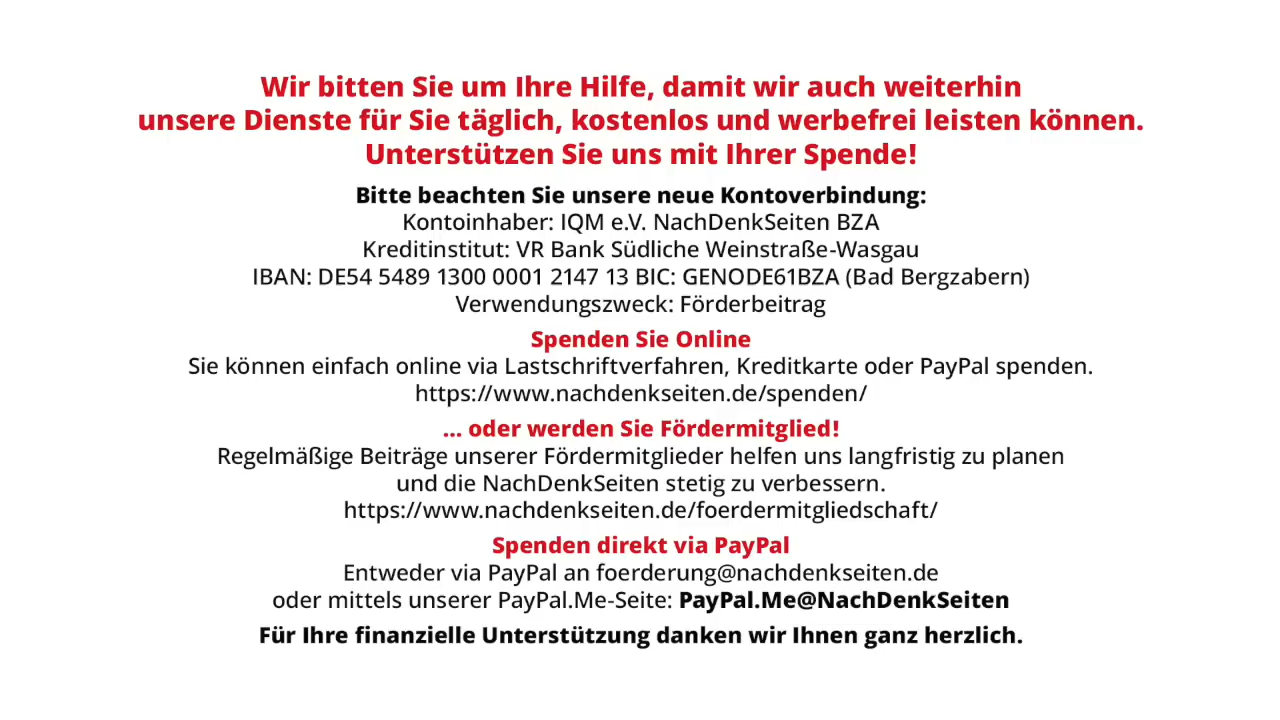 Wir bitten Sie um Ihre Hilfe, damit wir auch weiterhin
unsere Dienste für Sie täglich, kostenlos und werbefrei leisten können.
Unterstützen Sie uns mit Ihrer Spende!
Bitte beachten Sie unsere neue Kontoverbindung:
Kontoinhaber: IQM e.V. NachDenkSeiten BZA
Kreditinstitut: VR Bank Südliche Weinstraße-Wasgau
IBAN: DE54 5489 1300 0001 2147 13 BIC: GENODE61BZA (Bad Bergzabern)
Verwendungszweck: Förderbeitrag
Spenden Sie Online
Sie können einfach online via Lastschriftverfahren, Kreditkarte oder PayPal spenden.
https://www.nachdenkseiten.de/spenden/
... oder werden Sie Fördermitglied!
Regelmäßige Beiträge unserer Fördermitglieder helfen uns langfristig zu planen
und die NachDenkSeiten stetig zu verbessern.
https://www.nachdenkseiten.de/foerdermitgliedschaft/
Spenden direkt via PayPal
Entweder via PayPal an foerderung@nachdenkseiten.de
oder mittels unserer PayPal.Me-Seite: PayPal.Me@NachDenkSeiten
Für Ihre finanzielle Unterstützung danken wir Ihnen ganz herzlich.